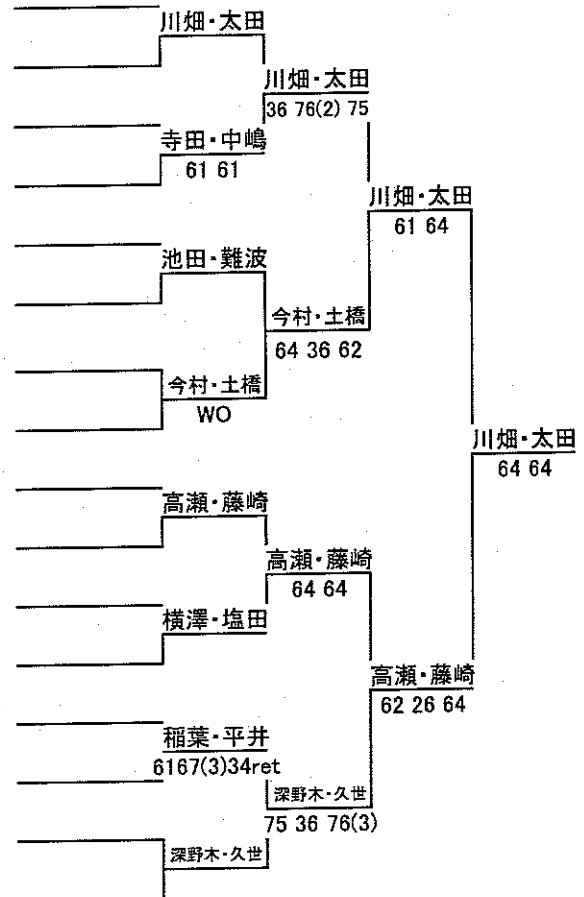 川畑・太田
川畑・太田
36 76(2) 75
寺田・中嶋
61 61
川畑・太田
61 64
池田・難波
今村・土橋
64 36 62
今村・土橋
WO
川畑・太田
64 64
高瀬・藤崎
高瀬・藤崎
64 64
横澤・塩田
高瀬・藤崎
62 26 64
稲葉・平井
6167(3)34ret
深野木・久世
75 36 76(3)
深野木・久世